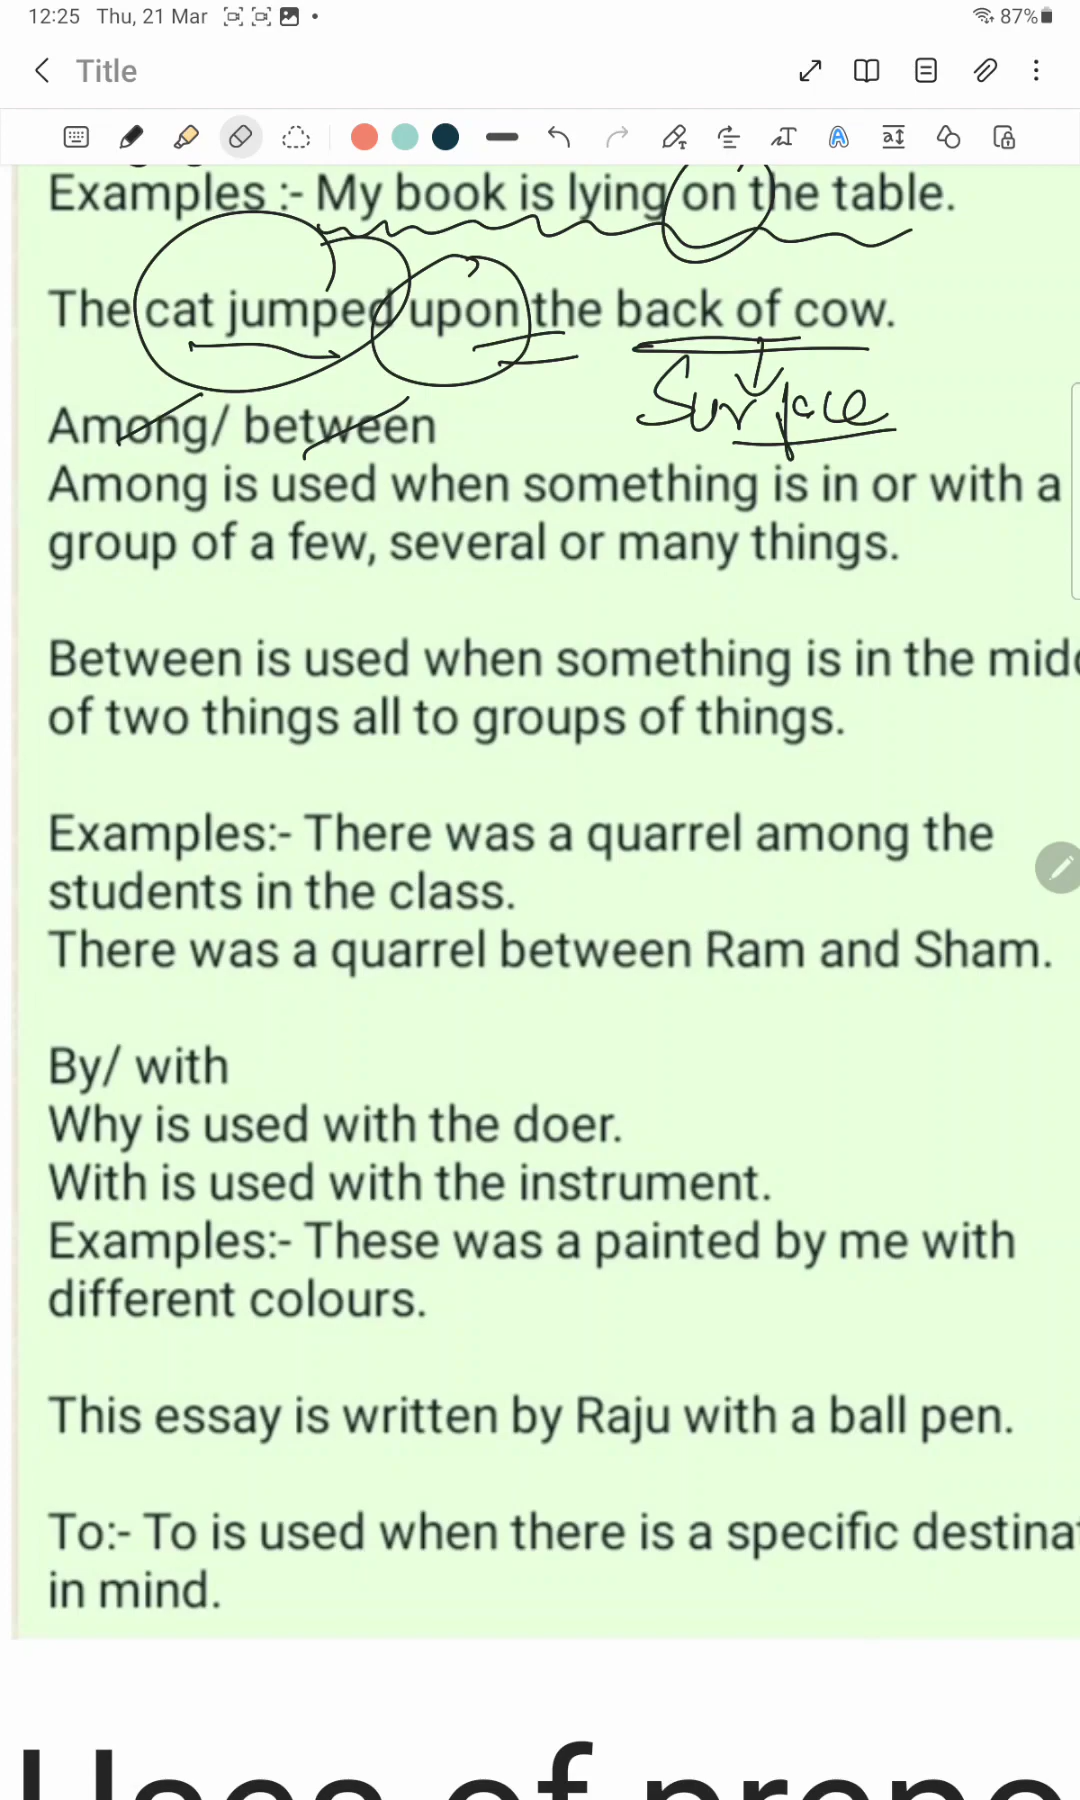 12:25 Thu, 21 Mar 87%
Title
Examples :- My book is lying on the table.
The cat jumped upon the back of cow.
Surface
Among/ between
Among is used when something is in or with a
group of a few, several or many things.
Between is used when something is in the
of two things all to groups of things.
Examples:- There was a quarrel among the
students in the class.
There was a quarrel between Ram and Sham.
By/ with
Why is used with the doer.
With is used with the instrument.
Examples:- These was a painted by me with
different colours.
This essay is written by Raju with a ball pen.
To:- To is used when there is a specific
in mind.